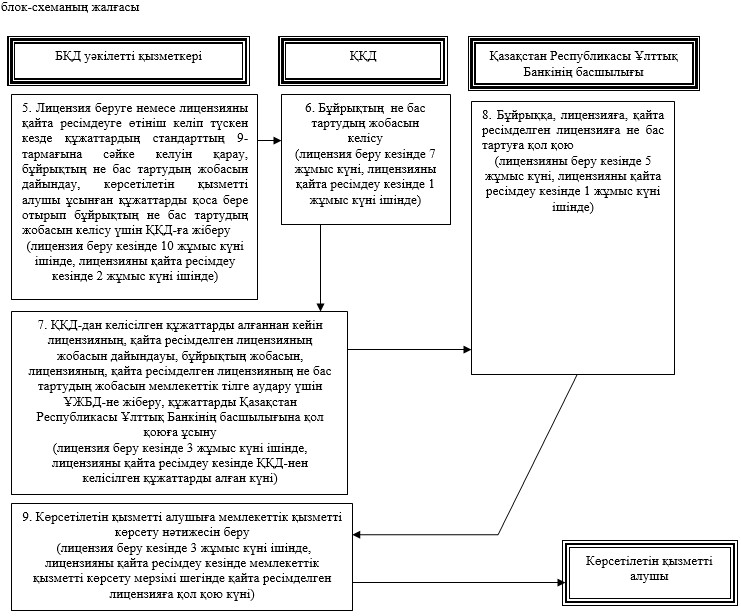 блок-схеманың жалғасы
БҚД уәкілетті қызметкері
ҚҚД
Қазақстан Республикасы Ұлттық
Банкінің басшылығы
5. Лицензия беруге немесе лицензияны
қайта ресімдеуге өтініш келіп түскен
кезде құжаттардың стандарттың 9-
тармағына сәйке келуін қарау,
бұйрықтың не бас тартудың жобасын
дайындау, көрсетілетін қызметті
алушы ұсынған құжаттарды қоса бере
отырып бұйрықтың не бас тартудың
жобасын келісу үшін ҚҚД-ға жіберу
(лицензия беру кезінде 10 жұмыс күні
ішінде, лицензияны қайта ресімдеу
кезінде 2 жұмыс күні ішінде)
6. Бұйрықтың не бас
тартудың жобасын
келісу
(лицензия беру кезінде 7
жұмыс күні, лицензияны
қайта ресімдеу кезінде 1
жұмыс күні ішінде)
8. Бұйрыққа, лицензияға, қайта
ресімделген лицензияға не бас
тартуға қол қою
(лицензияны беру кезінде 5
жұмыс күні, лицензияны қайта
ресімдеу кезінде 1 жұмыс күні
ішінде)
7. ҚҚД-дан келісілген құжаттарды алғаннан кейін
лицензияның, қайта ресімделген лицензияның
жобасын дайындауы, бұйрықтың жобасын,
лицензияның, қайта ресімделген лицензияның не бас
тартудың жобасын мемлекеттік тілге аудару үшін
ҰЖБД-не жіберу, құжаттарды Қазақстан
Республикасы Ұлттық Банкінің басшылығына қол
қоюға ұсыну
(лицензия беру кезінде 3 жұмыс күні ішінде,
лицензияны қайта ресімдеу кезінде ҚҚД-нен
келісілген құжаттарды алған күні)
9. Көрсетілетін қызметті алушыға мемлекеттік қызметті
көрсету нәтижесін беру
(лицензия беру кезінде 3 жұмыс күні ішінде,
лицензияны қайта ресімдеу кезінде мемлекеттік
қызметті көрсету мерзімі шегінде қайта ресімделген
лицензияға қол қою күні)
Көрсетілетін қызметті
алушы